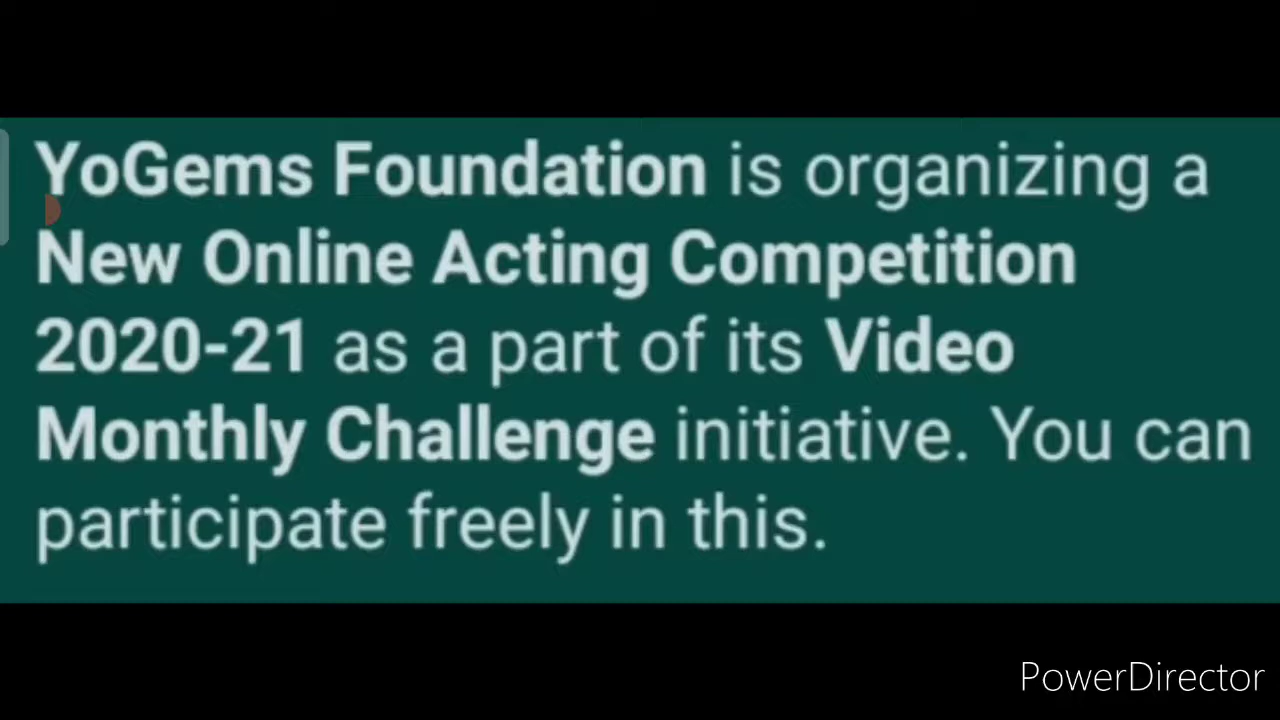 YoGems Foundation is organizing a
New Online Acting Competition
2020-21 as a part of its Video
Monthly Challenge initiative. You can
participate freely in this.
PowerDirector